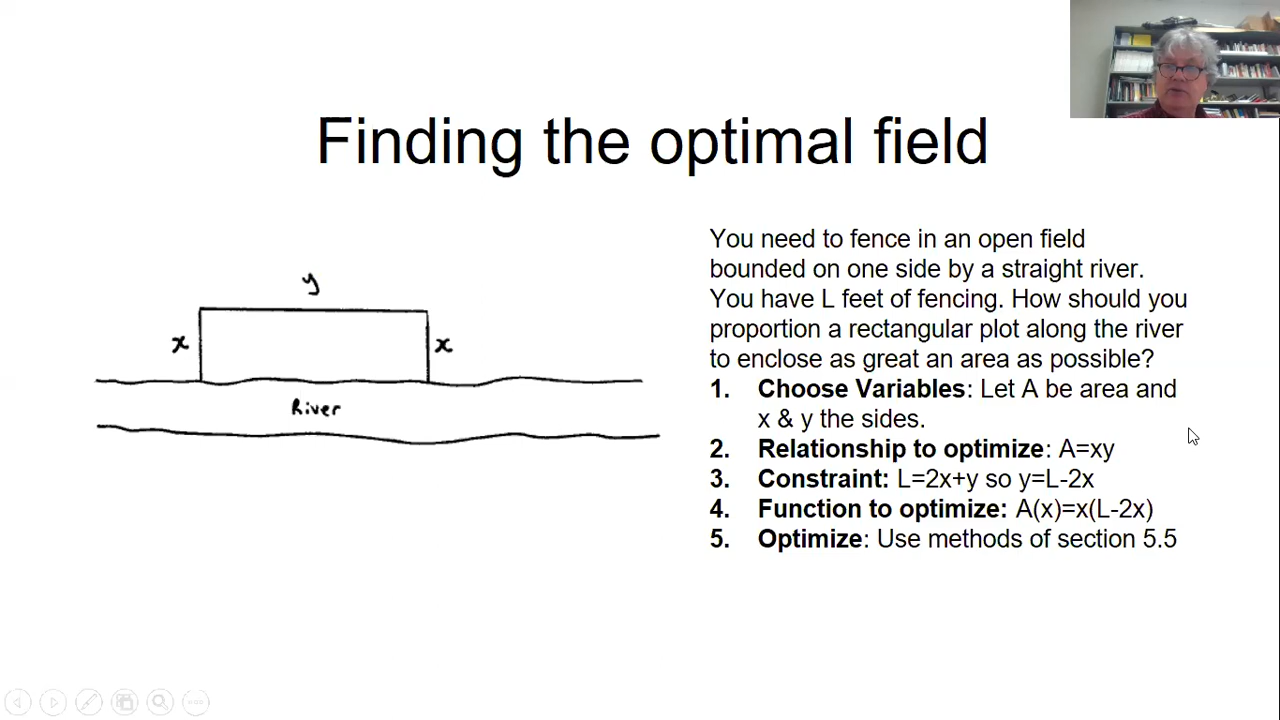 Finding the optimal field
y
x
x
River
You need to fence in an open field
bounded on one side by a straight river.
You have L feet of fencing. How should you
proportion a rectangular plot along the river
to enclose as great an area as possible?
1. Choose Variables: Let A be area and
x & y the sides.
2. Relationship to optimize: A=xy
3. Constraint: L=2x+y so y=L-2x
4. Function to optimize: A(x)=x(L-2x)
5. Optimize: Use methods of section 5.5